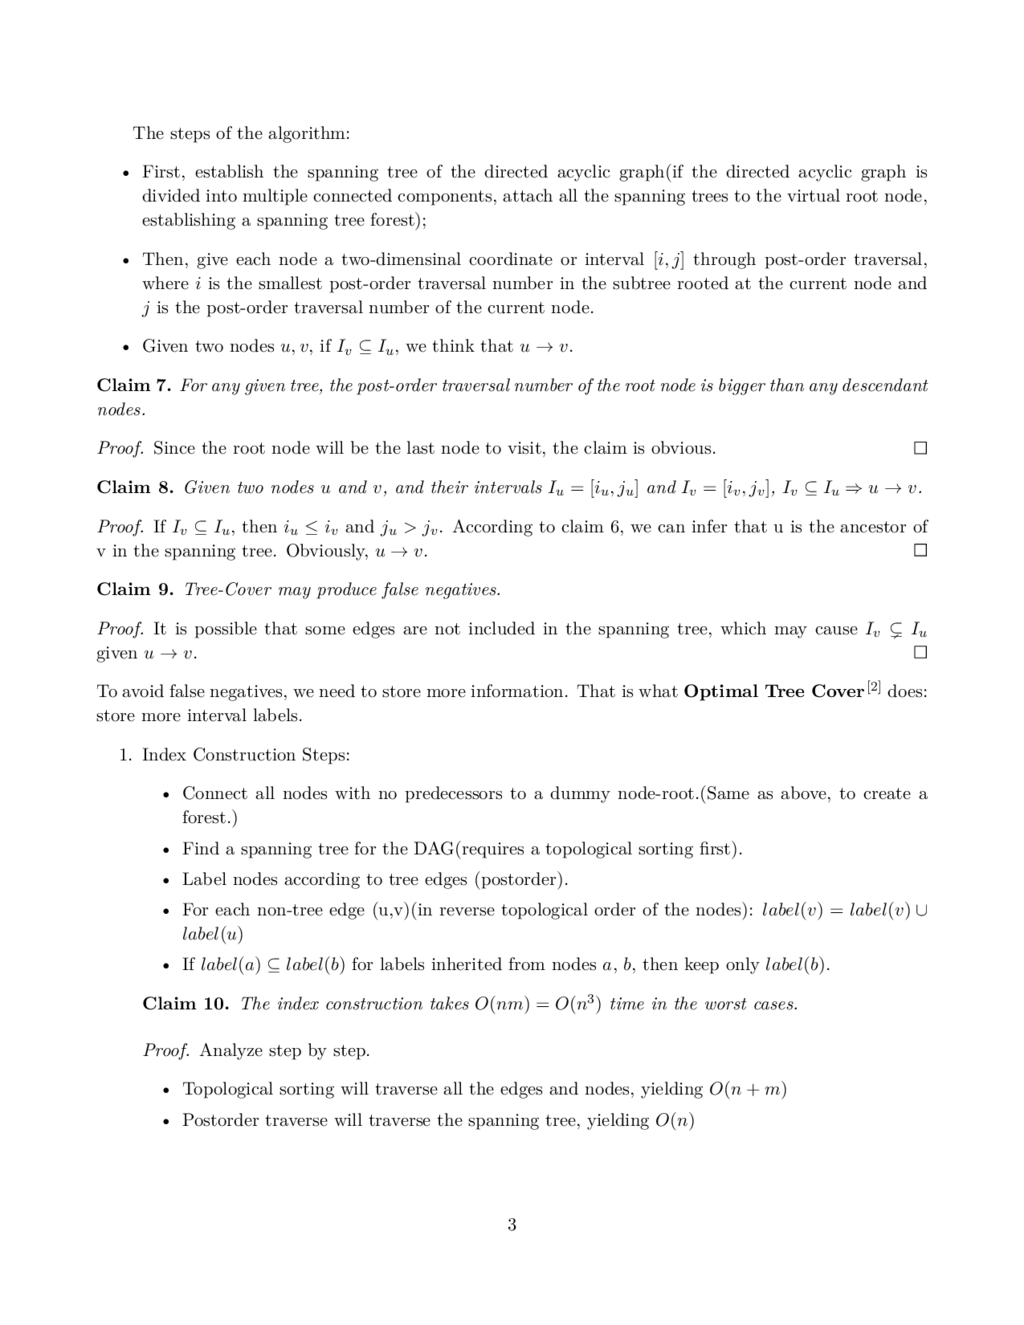 The steps of the algorithm:
• First, establish the spanning tree of the directed acyclic graph(if the directed acyclic graph is
divided into multiple connected components, attach all the spanning trees to the virtual root node,
establishing a spanning tree forest);
• Then, give each node a two-dimensinal coordinate or interval [i, j] through post-order traversal,
where i is the smallest post-order traversal number in the subtree rooted at the current node and
j is the post-order traversal number of the current node.
• Given two nodes u, v, if I_v ⊆ I_u, we think that u → v.
Claim 7. For any given tree, the post-order traversal number of the root node is bigger than any descendant
nodes.
Proof. Since the root node will be the last node to visit, the claim is obvious. □
Claim 8. Given two nodes u and v, and their intervals I_u = [i_u, j_u] and I_v = [i_v, j_v], I_v ⊆ I_u ⇒ u → v.
Proof. If I_v ⊆ I_u, then i_u ≤ i_v and j_u > j_v. According to claim 6, we can infer that u is the ancestor of
v in the spanning tree. Obviously, u → v. □
Claim 9. Tree-Cover may produce false negatives.
Proof. It is possible that some edges are not included in the spanning tree, which may cause I_v ⊊ I_u
given u → v. □
To avoid false negatives, we need to store more information. That is what Optimal Tree Cover[2] does:
store more interval labels.
1. Index Construction Steps:
• Connect all nodes with no predecessors to a dummy node-root.(Same as above, to create a
forest.)
• Find a spanning tree for the DAG(requires a topological sorting first).
• Label nodes according to tree edges (postorder).
• For each non-tree edge (u,v)(in reverse topological order of the nodes): label(v) = label(v) ∪
label(u)
• If label(a) ⊆ label(b) for labels inherited from nodes a, b, then keep only label(b).
Claim 10. The index construction takes O(nm) = O(n³) time in the worst cases.
Proof. Analyze step by step.
• Topological sorting will traverse all the edges and nodes, yielding O(n + m)
• Postorder traverse will traverse the spanning tree, yielding O(n)
3